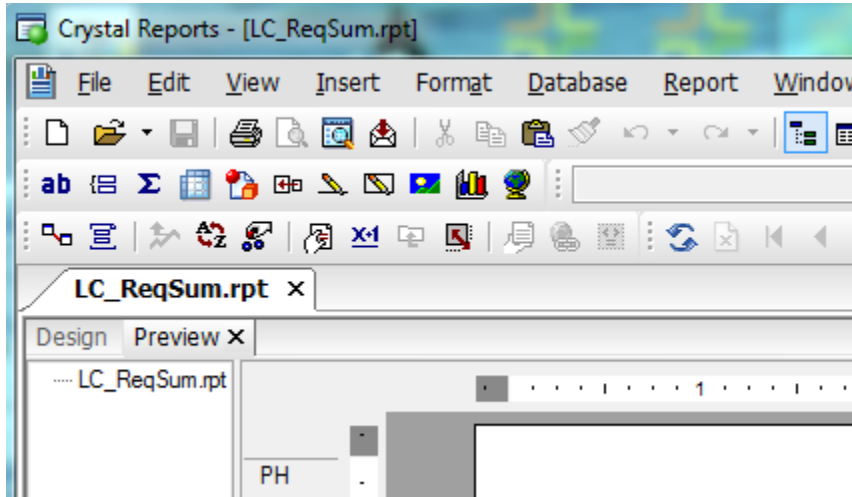 Crystal Reports - [LC_ReqSum.rpt]
File Edit View Insert Format Database Report Window
ab
A Z
X+1
LC_ReqSum.rpt ×
Design Preview ×
LC_ReqSum.rpt
1
PH